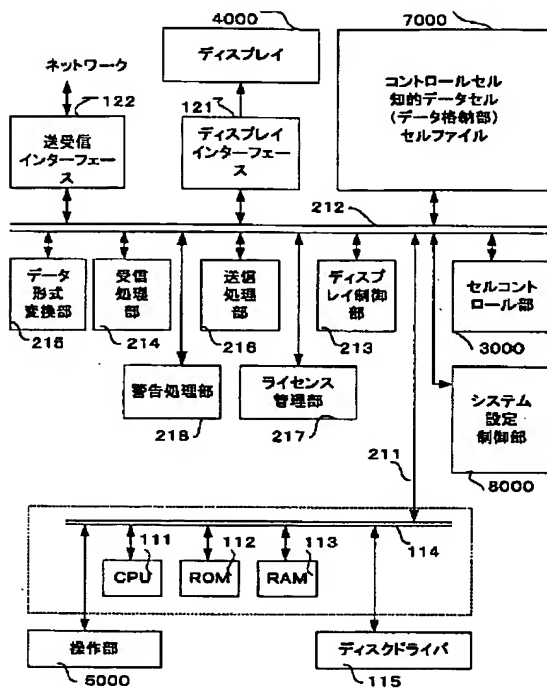 4000
7000
ディスプレイ
ネットワーク
122
121
コントロールセル
知的データセル
(データ格納部)
セルファイル
送受信
インターフェー
ス
ディスプレイ
インターフェー
ス
212
データ
形式
変換部
受信
処理
部
送信
処理
部
ディスプ
レイ制御
部
セルコント
ロール部
215
214
216
213
3000
警告処理部
ライセンス
管理部
システム
設定
制御部
218
217
211
8000
111
112
113
114
CPU
ROM
RAM
操作部
ディスクドライバ
5000
115